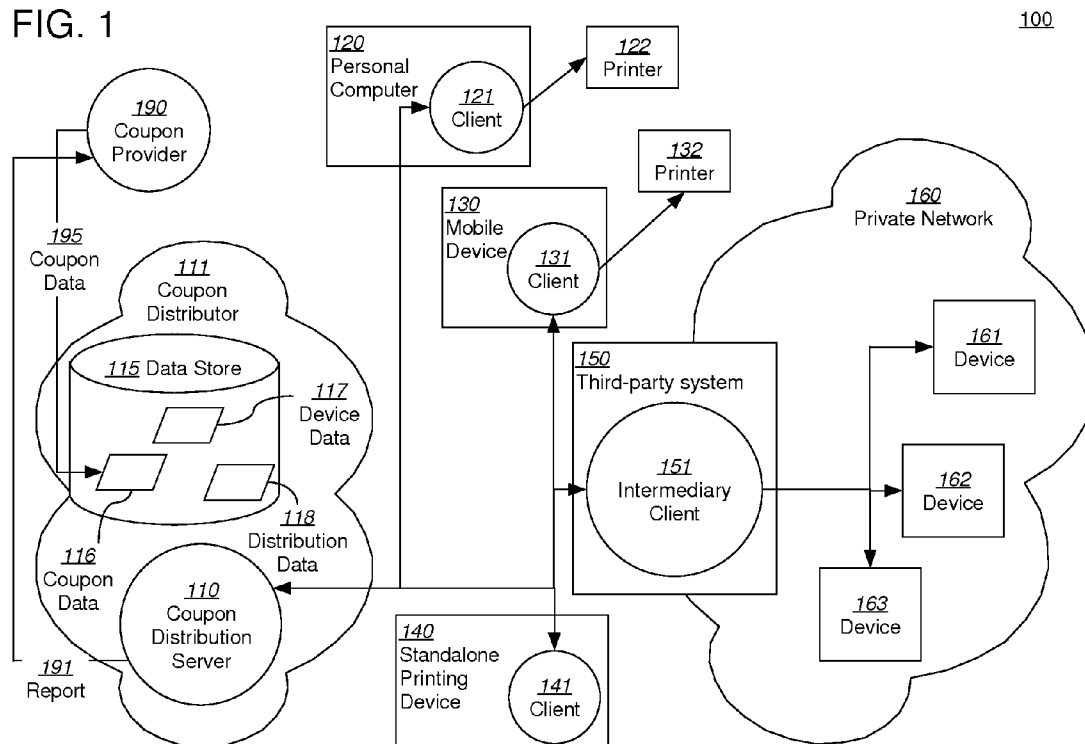 FIG. 1
100
120
Personal
Computer
121
Client
122
Printer
190
Coupon
Provider
132
Printer
130
Mobile
Device
131
Client
160
Private Network
195
Coupon
Data
111
Coupon
Distributor
115 Data Store
117
Device
Data
116
Coupon
Data
118
Distribution
Data
110
Coupon
Distribution
Server
191
Report
150
Third-party system
151
Intermediary
Client
161
Device
162
Device
163
Device
140
Standalone
Printing
Device
141
Client